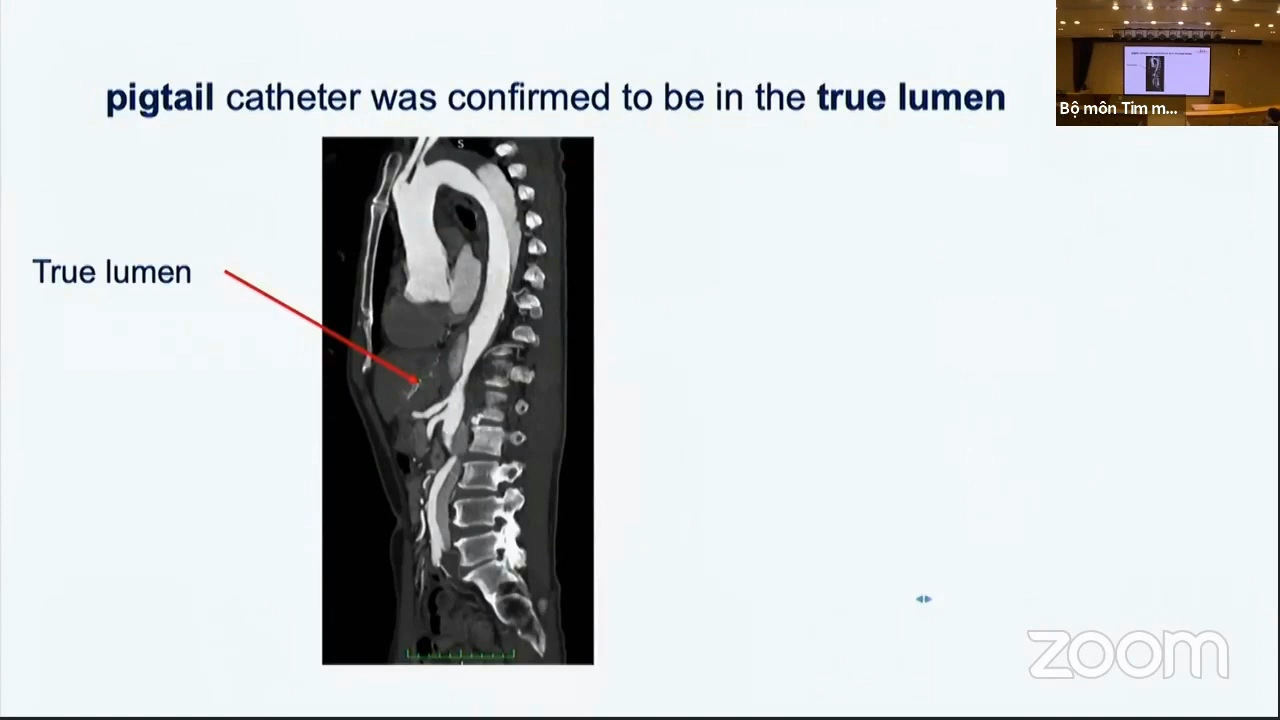 pigtail catheter was confirmed to be in the true lumen
Bộ môn Tim m...
S
True lumen
zoom